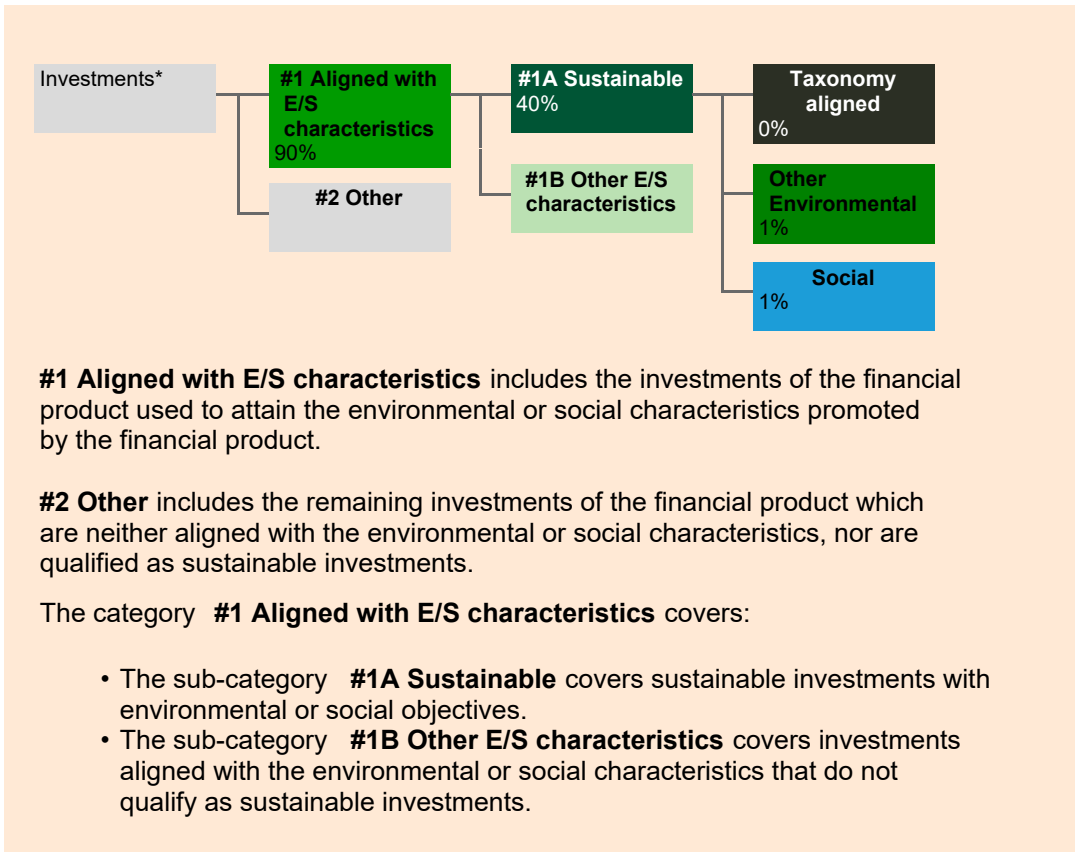 Investments*
#1 Aligned with
E/S
characteristics
90%
#2 Other
#1A Sustainable
40%
#1B Other E/S
characteristics
Taxonomy
aligned
0%
Other
Environmental
1%
Social
1%
#1 Aligned with E/S characteristics includes the investments of the financial
product used to attain the environmental or social characteristics promoted
by the financial product.
#2 Other includes the remaining investments of the financial product which
are neither aligned with the environmental or social characteristics, nor are
qualified as sustainable investments.
The category #1 Aligned with E/S characteristics covers:
• The sub-category #1A Sustainable covers sustainable investments with
environmental or social objectives.
• The sub-category #1B Other E/S characteristics covers investments
aligned with the environmental or social characteristics that do not
qualify as sustainable investments.